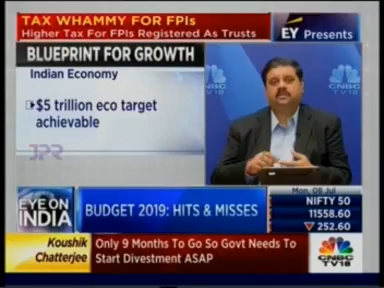 TAX WHAMMY FOR FPIs
Higher Tax For FPIs Registered As Trusts
EY Presents
BLUEPRINT FOR GROWTH
Indian Economy
$5 trillion eco target
achievable
JPR
CNBC
TV18
EYE ON
INDIA
BUDGET 2019: HITS & MISSES
Mon, 08 Jul
NIFTY 50
11558.60
252.60
Koushik
Chatterjee
Only 9 Months To Go So Govt Needs To
Start Divestment ASAP
CNBC
TV18